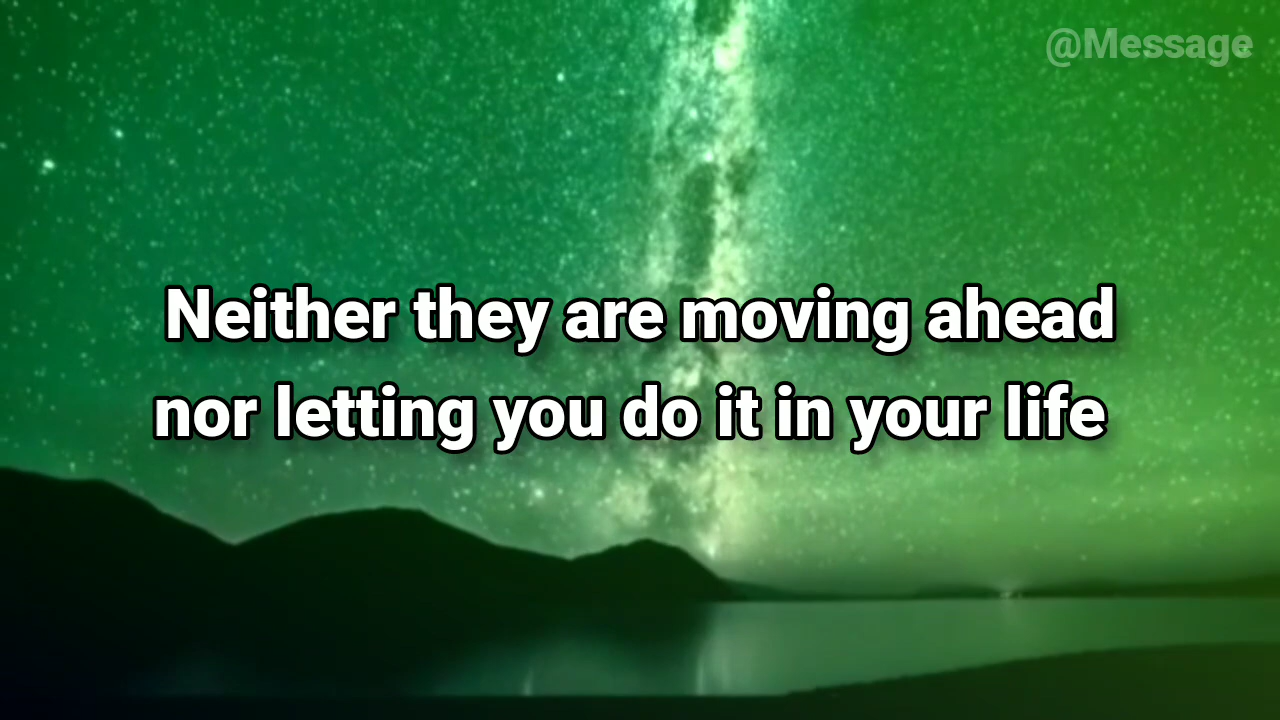 @Message
Neither they are moving ahead
nor letting you do it in your life